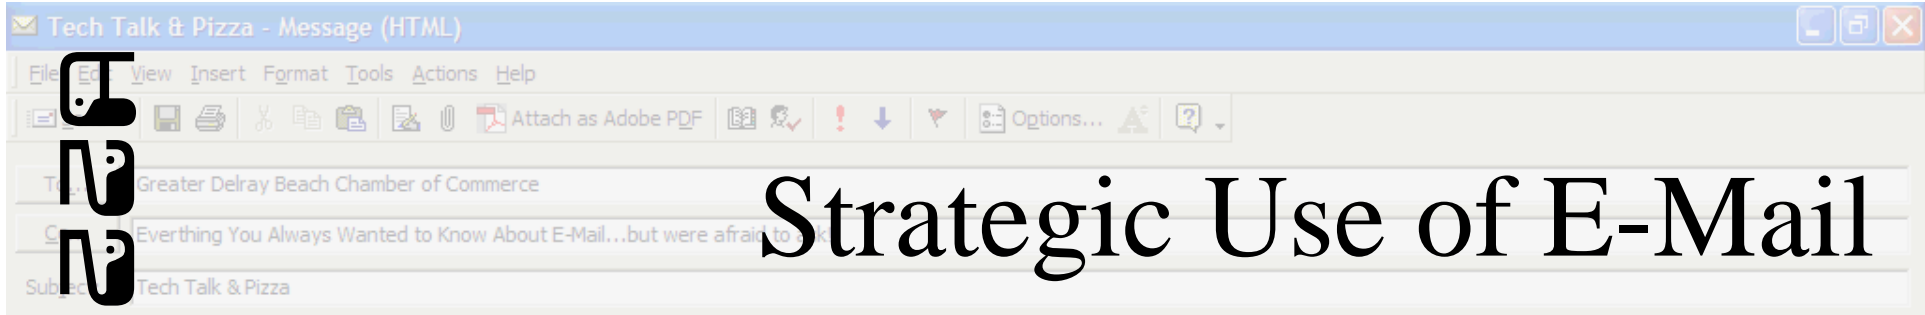 Tech Talk & Pizza - Message (HTML)
File Edit View Insert Format Tools Actions Help
Attach as Adobe PDF Options...
To... Greater Delray Beach Chamber of Commerce
Strategic Use of E-Mail
Everthing You Always Wanted to Know About E-Mail...but were afraid to ask!
Subject: Tech Talk & Pizza